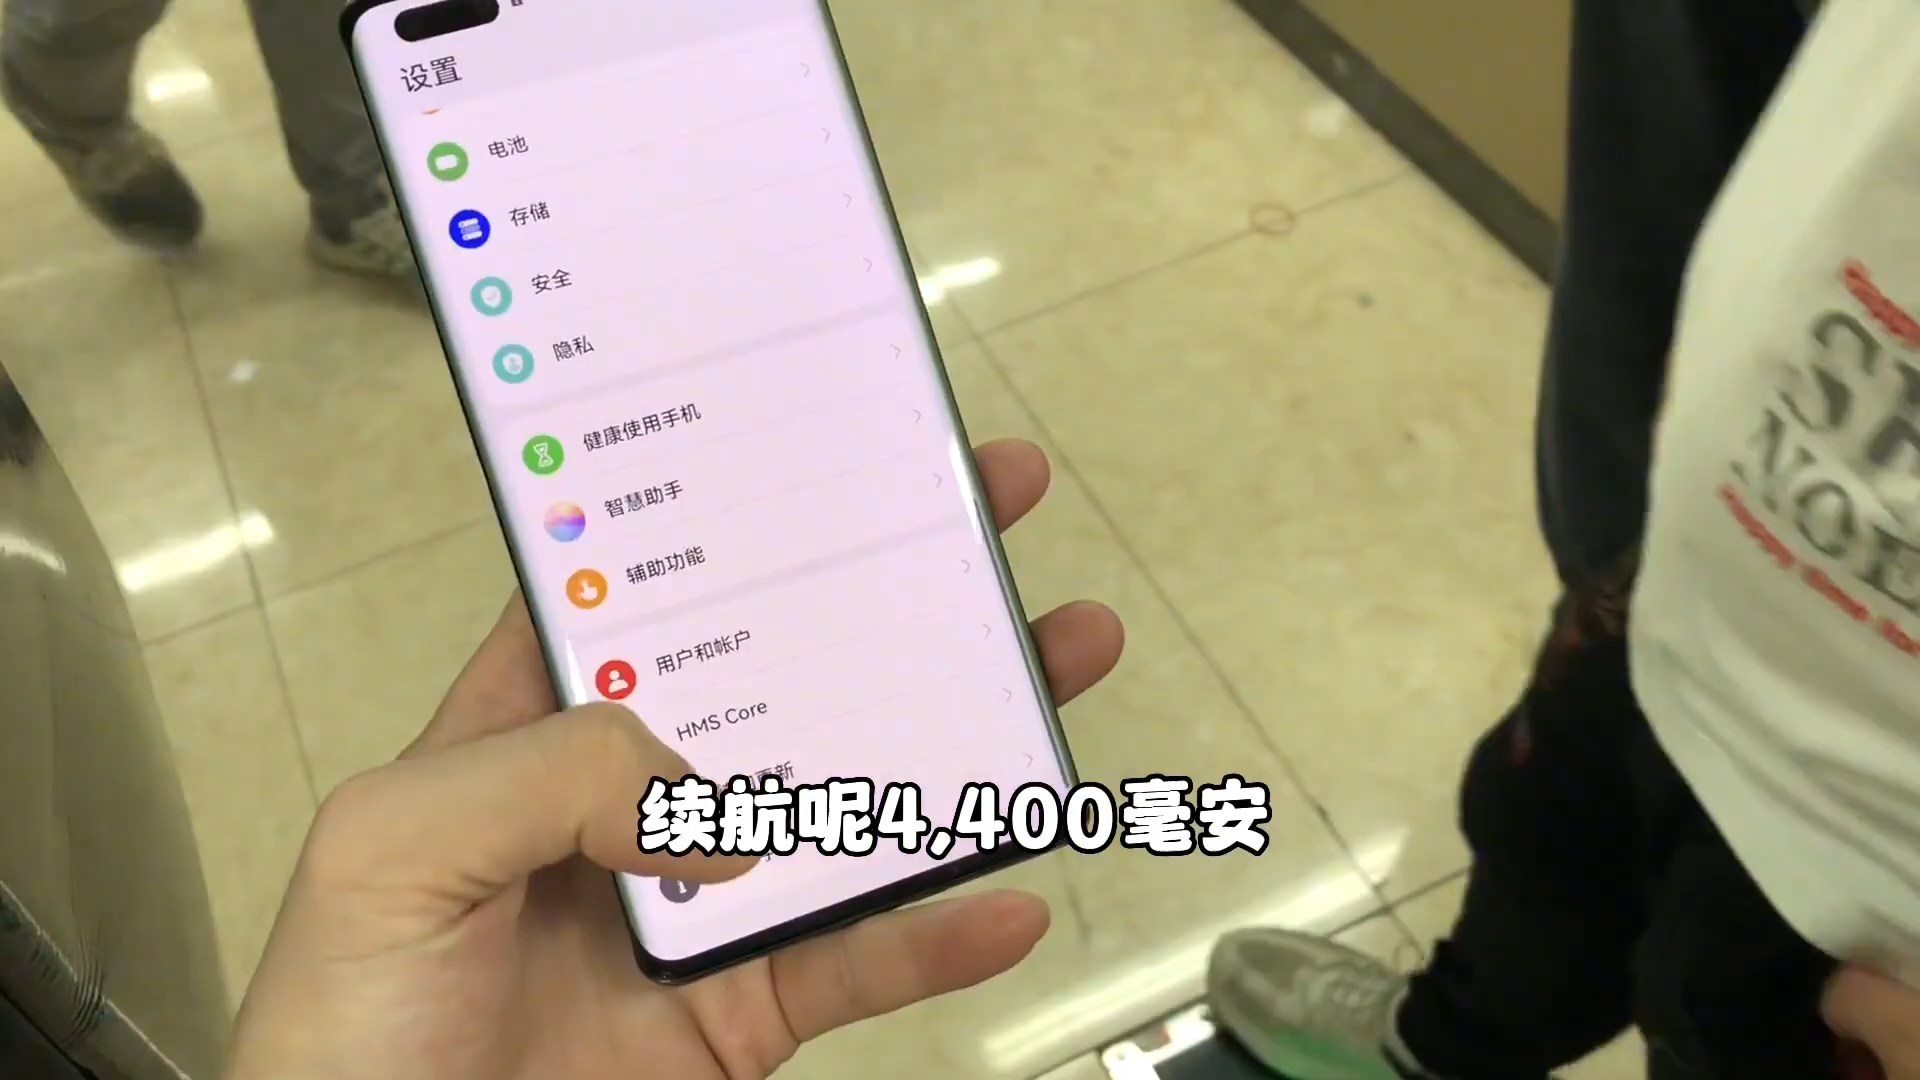 设置
电池
存储
安全
隐私
健康使用手机
智慧助手
辅助功能
用户和帐户
HMS Core
更新
续航呢4,400毫安